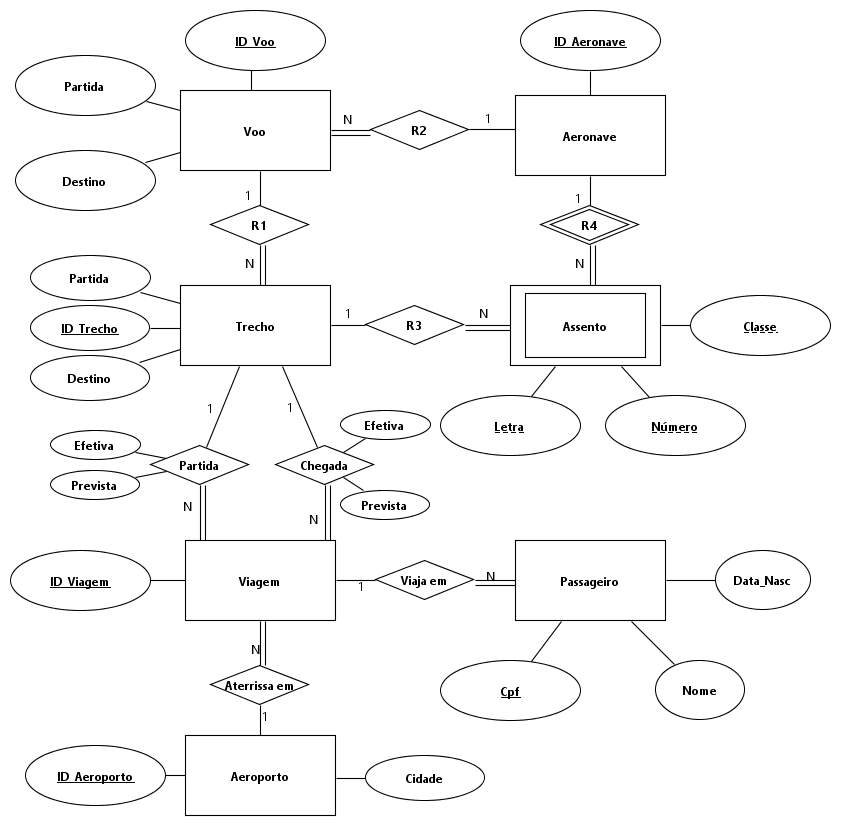 ID_Voo
ID_Aeronave
Partida
Voo
N
R2
1
Aeronave
Destino
1
R1
N
1
R4
N
Partida
ID_Trecho
Destino
Trecho
1
R3
N
Assento
Classe
Letra
Número
1
1
Efetiva
Prevista
Partida
Chegada
Efetiva
Prevista
N
N
ID_Viagem
Viagem
1
Viaja em
N
Passageiro
Data_Nasc
Cpf
Nome
N
Aterrissa em
1
ID_Aeroporto
Aeroporto
Cidade